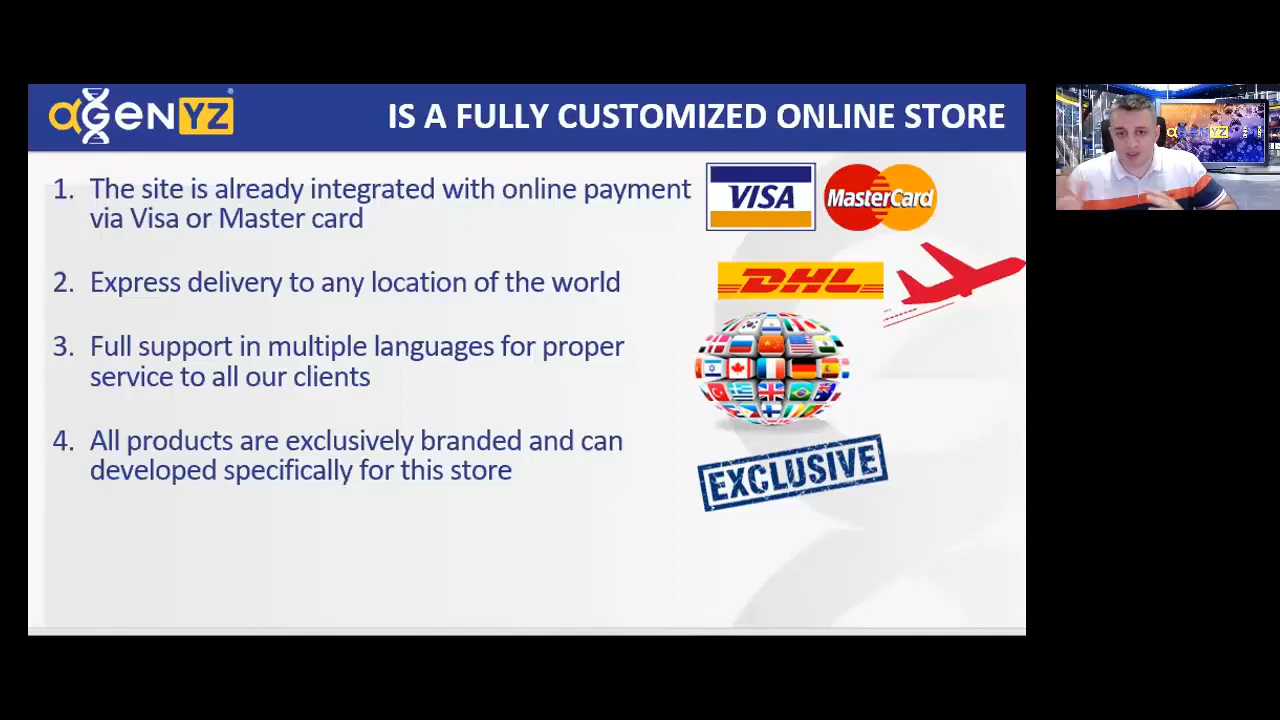 agenYZ
IS A FULLY CUSTOMIZED ONLINE STORE
1. The site is already integrated with online payment
via Visa or Master card
VISA
MasterCard
2. Express delivery to any location of the world
DHL
3. Full support in multiple languages for proper
service to all our clients
4. All products are exclusively branded and can
developed specifically for this store
EXCLUSIVE
agenYZ